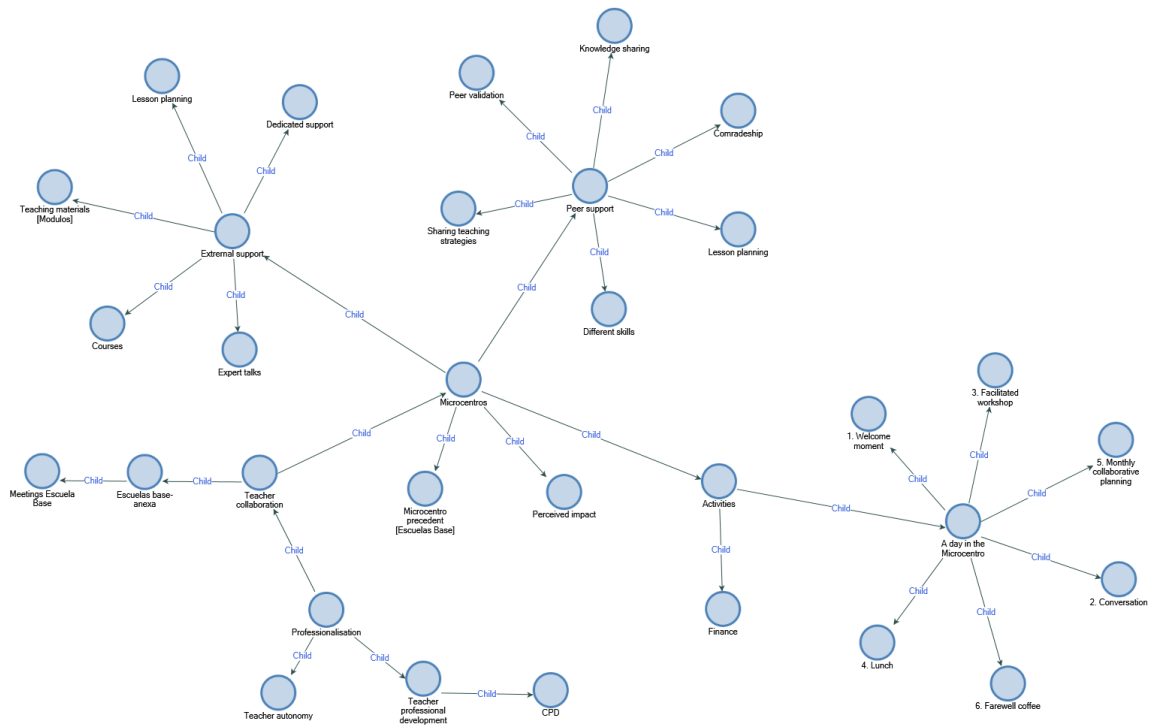 Knowledge sharing
Lesson planning
Peer validation
Dedicated support
Child
Comradeship
Child
Child
Child
Child
Child
Teaching materials
[Modulos]
Child
Peer support
Child
Sharing teaching
strategies
Child
Lesson planning
Extrernal support
Child
Child
Child
Child
Different skills
Child
Courses
Expert talks
Microcentros
3. Facilitated
workshop
Child
Child
1. Welcome
moment
Child
Child
Child
Child
5. Monthly
collaborative
planning
Child
Child
Child
Meetings Escuela
Base
Escuelas base-
anexa
Teacher
collaboration
Microcentro
precedent
[Escuelas Base]
Perceived impact
Activities
Child
A day in the
Microcentro
Child
Child
Child
Child
Child
2. Conversation
Child
Professionalisation
Finance
Child
Child
4. Lunch
Teacher autonomy
Child
Teacher
professional
development
CPD
6. Farewell coffee